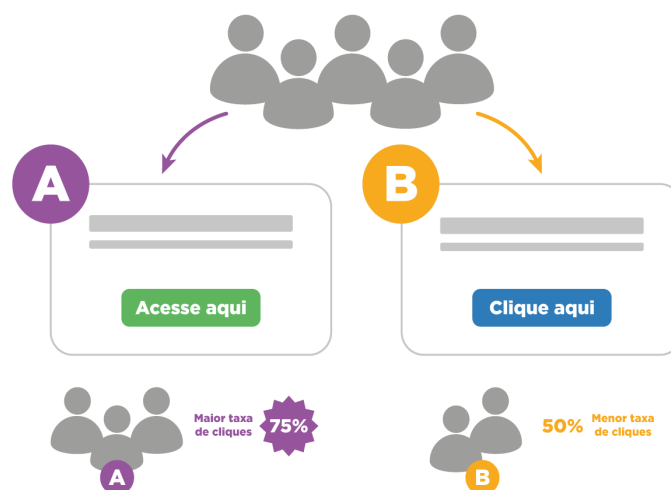 A
B
Acesse aqui
Clique aqui
Maior taxa
de cliques
75%
A
50%
Menor taxa
de cliques
B